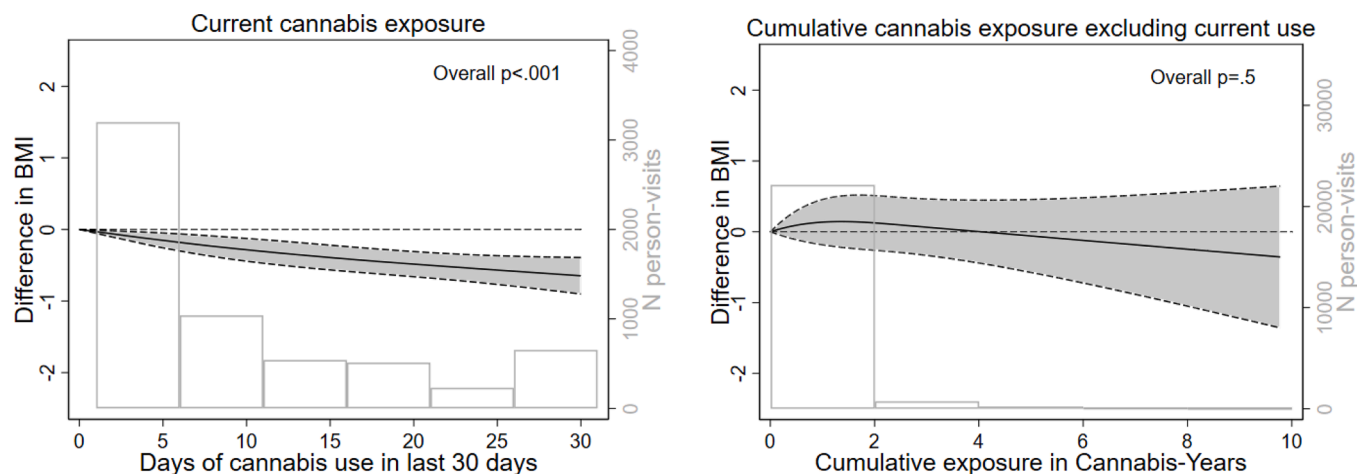 Current cannabis exposure
Overall p<.001
Difference in BMI
2
1
0
-1
-2
4000
3000
2000
1000
0
N person-visits
0 5 10 15 20 25 30
Days of cannabis use in last 30 days
Cumulative cannabis exposure excluding current use
Overall p=.5
Difference in BMI
2
1
0
-1
-2
30000
20000
10000
0
N person-visits
0 2 4 6 8 10
Cumulative exposure in Cannabis-Years